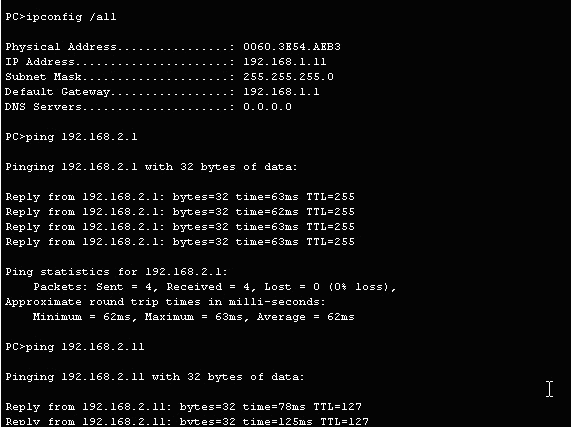 PC>ipconfig /all
Physical Address................: 0060.3E54.AEB3
IP Address......................: 192.168.1.11
Subnet Mask.....................: 255.255.255.0
Default Gateway.................: 192.168.1.1
DNS Servers.....................: 0.0.0.0
PC>ping 192.168.2.1
Pinging 192.168.2.1 with 32 bytes of data:
Reply from 192.168.2.1: bytes=32 time=63ms TTL=255
Reply from 192.168.2.1: bytes=32 time=62ms TTL=255
Reply from 192.168.2.1: bytes=32 time=63ms TTL=255
Reply from 192.168.2.1: bytes=32 time=63ms TTL=255
Ping statistics for 192.168.2.1:
Packets: Sent = 4, Received = 4, Lost = 0 (0% loss),
Approximate round trip times in milli-seconds:
Minimum = 62ms, Maximum = 63ms, Average = 62ms
PC>ping 192.168.2.11
Pinging 192.168.2.11 with 32 bytes of data:
Reply from 192.168.2.11: bytes=32 time=78ms TTL=127
Reply from 192.168.2.11: bytes=32 time=125ms TTL=127